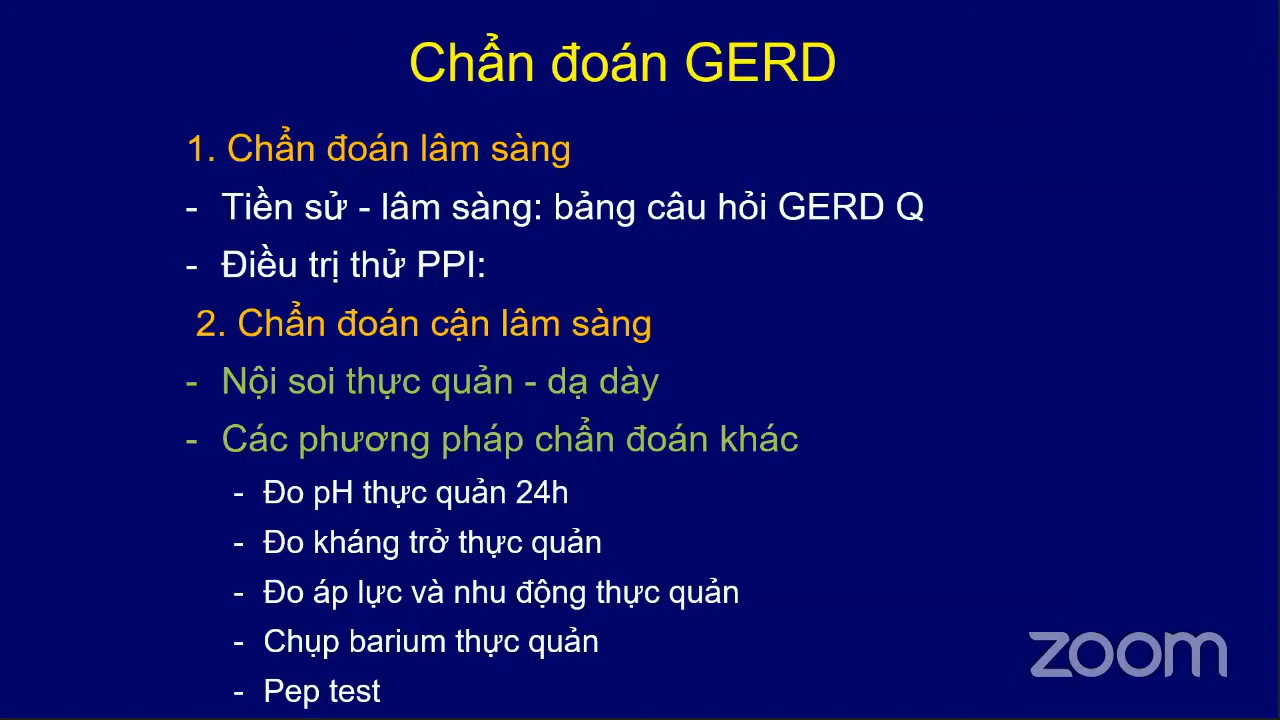 Chẩn đoán GERD
1. Chẩn đoán lâm sàng
- Tiền sử - lâm sàng: bảng câu hỏi GERD Q
- Điều trị thử PPI:
2. Chẩn đoán cận lâm sàng
- Nội soi thực quản - dạ dày
- Các phương pháp chẩn đoán khác
- Đo pH thực quản 24h
- Đo kháng trở thực quản
- Đo áp lực và nhu động thực quản
- Chụp barium thực quản
- Pep test
zoom